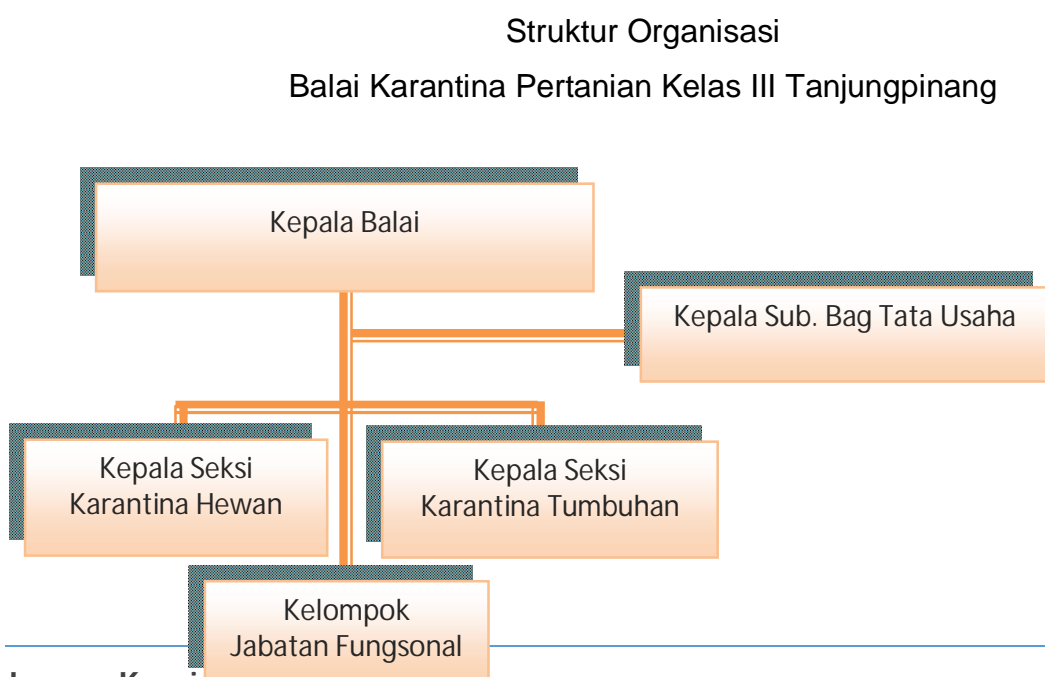 Struktur Organisasi
Balai Karantina Pertanian Kelas III Tanjungpinang
Kepala Balai
Kepala Sub. Bag Tata Usaha
Kepala Seksi
Karantina Hewan
Kepala Seksi
Karantina Tumbuhan
Kelompok
Jabatan Fungsonal